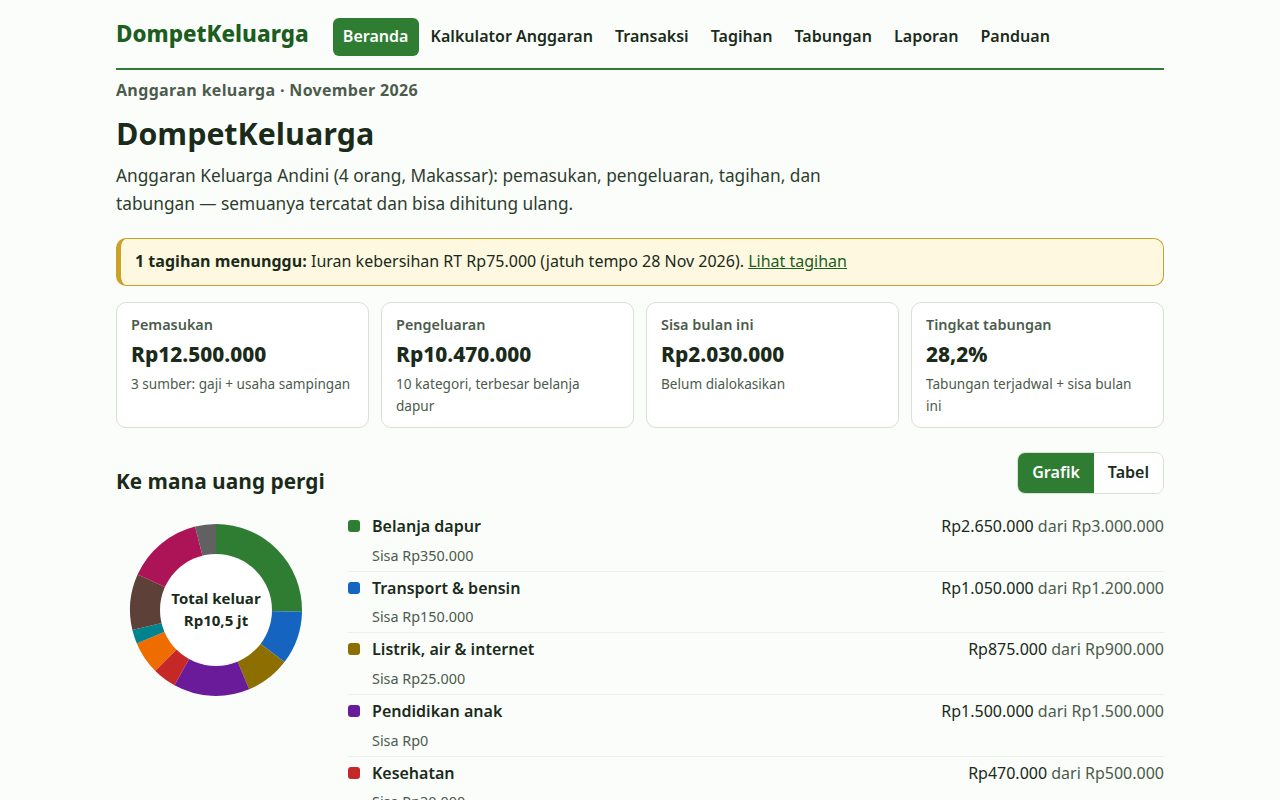 DompetKeluarga
Beranda
Kalkulator Anggaran
Transaksi
Tagihan
Tabungan
Laporan
Panduan
Anggaran keluarga · November 2026
DompetKeluarga
Anggaran Keluarga Andini (4 orang, Makassar): pemasukan, pengeluaran, tagihan, dan
tabungan — semuanya tercatat dan bisa dihitung ulang.
1 tagihan menunggu: Iuran kebersihan RT Rp75.000 (jatuh tempo 28 Nov 2026). Lihat tagihan
Pemasukan
Rp12.500.000
3 sumber: gaji + usaha sampingan
Pengeluaran
Rp10.470.000
10 kategori, terbesar belanja
dapur
Sisa bulan ini
Rp2.030.000
Belum dialokasikan
Tingkat tabungan
28,2%
Tabungan terjadwal + sisa bulan
ini
Ke mana uang pergi
Grafik
Tabel
Total keluar
Rp10,5 jt
Belanja dapur
Rp2.650.000 dari Rp3.000.000
Sisa Rp350.000
Transport & bensin
Rp1.050.000 dari Rp1.200.000
Sisa Rp150.000
Listrik, air & internet
Rp875.000 dari Rp900.000
Sisa Rp25.000
Pendidikan anak
Rp1.500.000 dari Rp1.500.000
Sisa Rp0
Kesehatan
Rp470.000 dari Rp500.000
Sisa Rp30.000